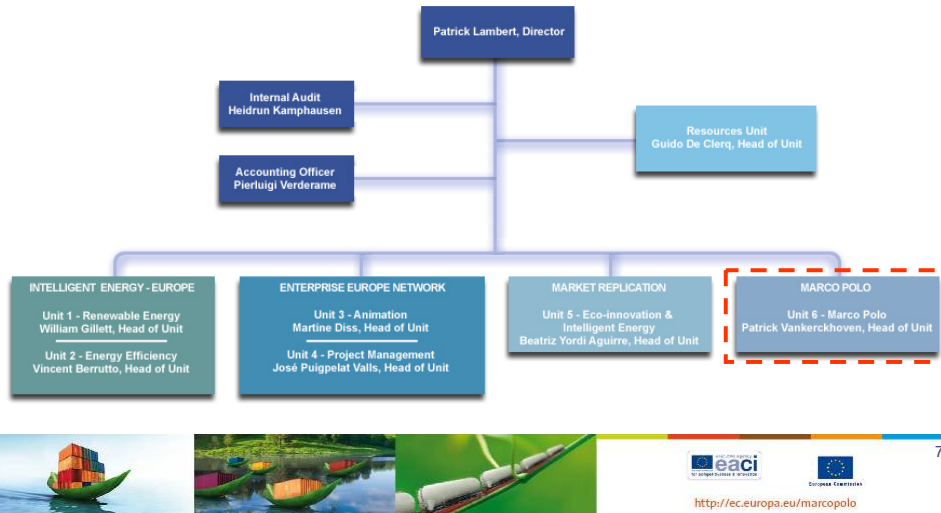 Patrick Lambert, Director
Internal Audit
Heidrun Kamphausen
Resources Unit
Guido De Clerq, Head of Unit
Accounting Officer
Pierluigi Verderame
INTELLIGENT ENERGY - EUROPE
Unit 1 - Renewable Energy
William Gillett, Head of Unit
Unit 2 - Energy Efficiency
Vincent Berrutto, Head of Unit
ENTERPRISE EUROPE NETWORK
Unit 3 - Animation
Martine Diss, Head of Unit
Unit 4 - Project Management
José Puigpelat Valls, Head of Unit
MARKET REPLICATION
Unit 5 - Eco-innovation &
Intelligent Energy
Beatriz Yordi Aguirre, Head of Unit
MARCO POLO
Unit 6 - Marco Polo
Patrick Vankerckhoven, Head of Unit
7
eaci
European Commission
http://ec.europa.eu/marcopolo